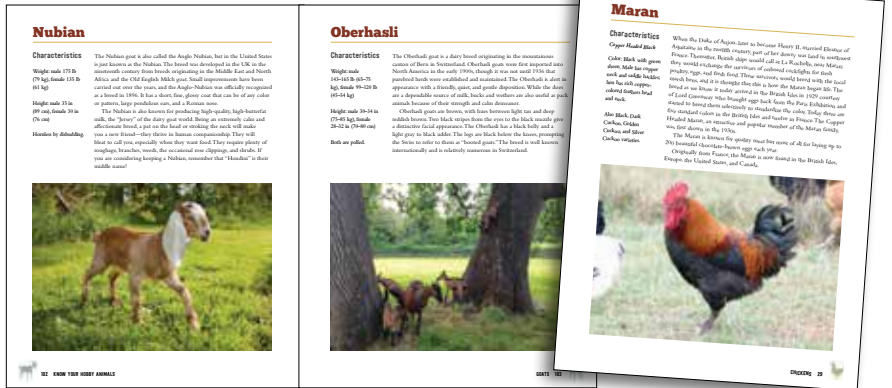 Nubian
Characteristics
Weight: male 175 lb
(79 kg), female 135 lb
(61 kg)
Height: male 35 in
(89 cm), female 30 in
(76 cm)
Hornless by disbudding.
The Nubian goat is also called the Anglo Nubian, but in the United States
is just known as the Nubian. The breed was developed in the UK in the
nineteenth century from breeds originating in the Middle East and North
Africa and the Old English Milch goat. Small improvements have been
carried out over the years, and the Anglo-Nubian was officially recognized
as a breed in 1896. It has a short, fine, glossy coat that can be of any color
or pattern, large pendulous ears, and a Roman nose.
The Nubian is also known for producing high-quality, high-butterfat
milk, the "Jersey" of the dairy goat world. Being an extremely calm and
affectionate breed, a pat on the head or stroking the neck will make
you a new friend—they thrive in human companionship. They will
bleat to call you, especially when they want food. They require plenty of
roughage, branches, weeds, the occasional rose clippings, and shrubs. If
you are considering keeping a Nubian, remember that "Houdini" is their
middle name!
102 KNOW YOUR HOBBY ANIMALS
Oberhasli
Characteristics
Weight: male
143–165 lb (65–75
kg), female 99–120 lb
(45–54 kg)
Height: male 30–34 in
(75–85 kg), female
28–32 in (70–80 cm)
Both are polled.
The Oberhasli goat is a dairy breed originating in the mountainous
canton of Bern in Switzerland. Oberhasli goats were first imported into
North America in the early 1900s, though it was not until 1936 that
purebred herds were established and maintained. The Oberhasli is alert in
appearance with a friendly, quiet, and gentle disposition. While the does
are a dependable source of milk, bucks and wethers are also useful as pack
animals because of their strength and calm demeanor.
Oberhasli goats are brown, with hues between light tan and deep
reddish brown. Two black stripes from the eyes to the black muzzle give
a distinctive facial appearance. The Oberhasli has a black belly and a
light gray to black udder. The legs are black below the knees, prompting
the Swiss to refer to them as "booted goats." The breed is well known
internationally and is relatively numerous in Switzerland.
GOATS 103
Maran
Characteristics
Copper Headed Black
Color: Black with green
sheen. Male has copper
neck and saddle hackles;
hen has rich copper-
colored feathers head
and neck.
Also Black, Dark
Cuckoo, Golden
Cuckoo, and Silver
Cuckoo varieties.
When the Duke of Anjou, later to become Henry II, married Eleanor of
Aquitaine in the twelfth century, part of her dowry was land in southwest
France. Thereafter, British ships would call at La Rochelle, near Maran;
they would exchange the survivors of onboard cockfights for fresh
poultry, eggs, and fresh food. These survivors, would breed with the local
marsh hens, and it is thought that this is how the Maran began life. The
breed as we know it today arrived in the British Isles in 1929 courtesy
of Lord Greenway who brought eggs back from the Paris Exhibition and
started to breed them selectively to standardize the color. Today there are
five standard colors in the British Isles and twelve in France. The Copper
Headed Maran, an attractive and popular member of the Maran family,
was first shown in the 1930s.
The Maran is known for quality meat but most of all for laying up to
200 beautiful chocolate-brown eggs each year.
Originally from France, the Maran is now found in the British Isles,
Europe, the United States, and Canada.
CHICKENS 29